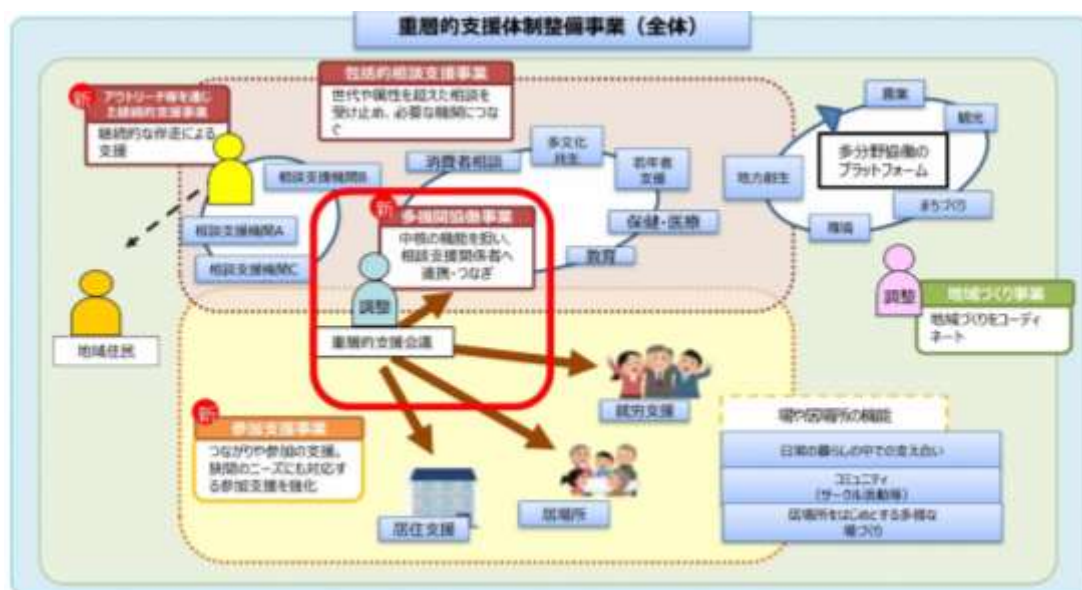 重層的支援体制整備事業（全体）
新
アウトリーチ等を通じ
た継続的支援事業
継続的な伴走による
支援
包括的相談支援事業
世代や属性を超えた相談を
受け止め、必要な機関につな
ぐ
相談支援機関B
相談支援機関A
相談支援機関C
消費者相談
多文化
共生
若年者
支援
保健・医療
教育
新
多機関協働事業
中核の機能を担い、
相談支援関係者へ
連携・つなぎ
調整
重層的支援会議
農業
観光
地方創生
多分野協働の
プラットフォーム
まちづくり
環境
調整
地域づくり事業
地域づくりをコーディ
ネート
地域住民
新
参加支援事業
つながりや参加の支援。
狭間のニーズにも対応す
る参加支援を強化
就労支援
居場所
居住支援
場や居場所の機能
日常の暮らしの中での支え合い
コミュニティ
（サークル活動等）
居場所をはじめとする多様な
場づくり